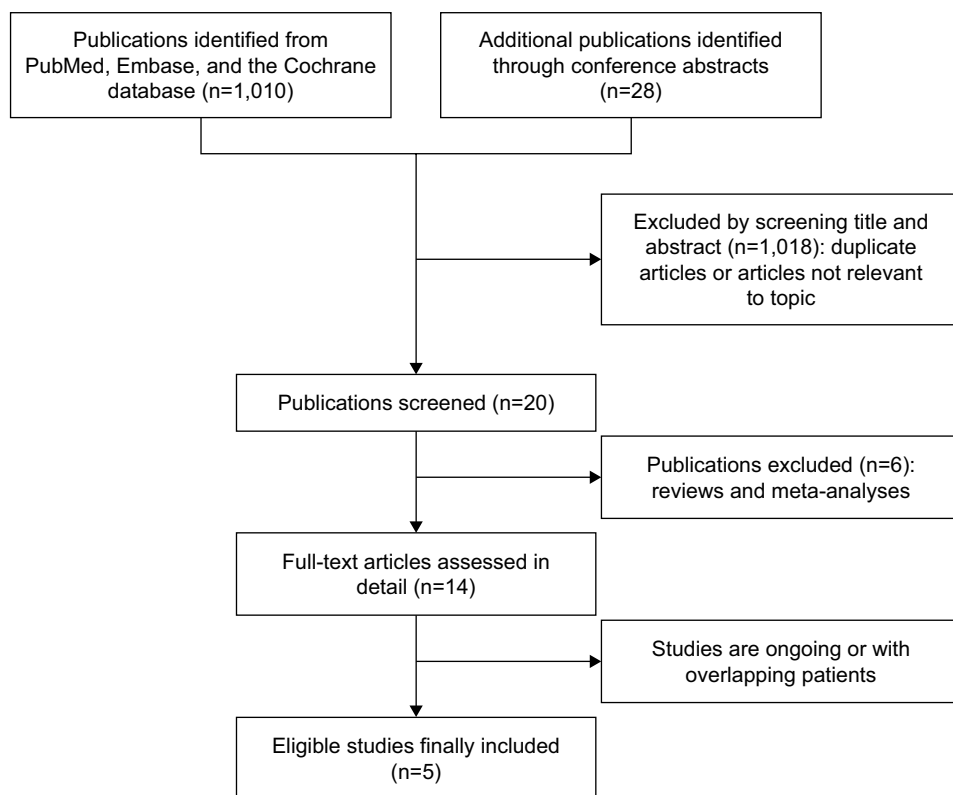 Publications identified from
PubMed, Embase, and the Cochrane
database (n=1,010)
Additional publications identified
through conference abstracts
(n=28)
Excluded by screening title and
abstract (n=1,018): duplicate
articles or articles not relevant
to topic
Publications screened (n=20)
Publications excluded (n=6):
reviews and meta-analyses
Full-text articles assessed in
detail (n=14)
Studies are ongoing or with
overlapping patients
Eligible studies finally included
(n=5)